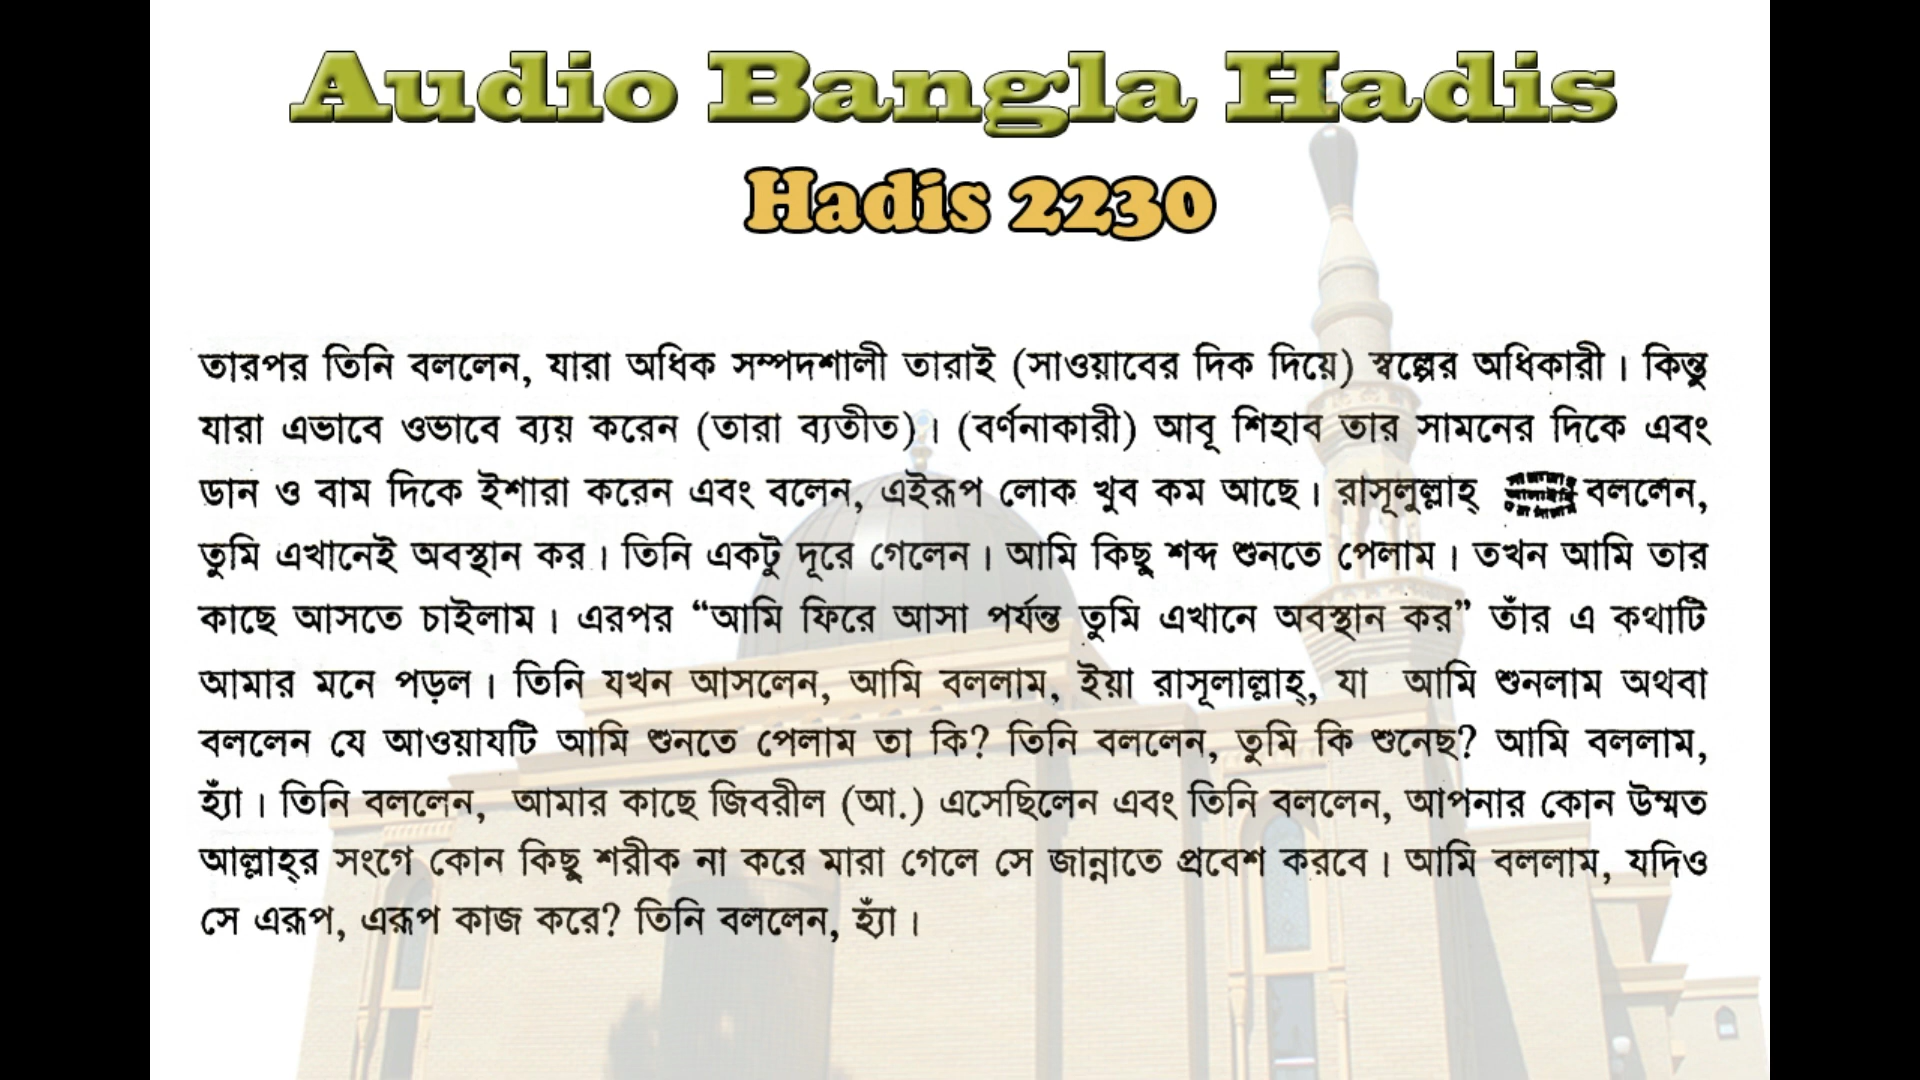 Audio Bangla Hadis
Hadis 2230
তারপর তিনি বললেন, যারা অধিক সম্পদশালী তারাই (সাওয়াবের দিক দিয়ে) স্বল্পের অধিকারী। কিন্তু
যারা এভাবে ওভাবে ব্যয় করেন (তারা ব্যতীত)। (বর্ণনাকারী) আবূ শিহাব তার সামনের দিকে এবং
ডান ও বাম দিকে ইশারা করেন এবং বলেন, এইরূপ লোক খুব কম আছে। রাসূলুল্লাহ্ বললেন,
তুমি এখানেই অবস্থান কর। তিনি একটু দূরে গেলেন। আমি কিছু শব্দ শুনতে পেলাম। তখন আমি তার
কাছে আসতে চাইলাম। এরপর “আমি ফিরে আসা পর্যন্ত তুমি এখানে অবস্থান কর” তাঁর এ কথাটি
আমার মনে পড়ল। তিনি যখন আসলেন, আমি বললাম, ইয়া রাসূলাল্লাহ্, যা আমি শুনলাম অথবা
বললেন যে আওয়াযটি আমি শুনতে পেলাম তা কি? তিনি বললেন, তুমি কি শুনেছ? আমি বললাম,
হ্যাঁ। তিনি বললেন, আমার কাছে জিবরীল (আ.) এসেছিলেন এবং তিনি বললেন, আপনার কোন উম্মত
আল্লাহ্‌র সংগে কোন কিছু শরীক না করে মারা গেলে সে জান্নাতে প্রবেশ করবে। আমি বললাম, যদিও
সে এরূপ, এরূপ কাজ করে? তিনি বললেন, হ্যাঁ।